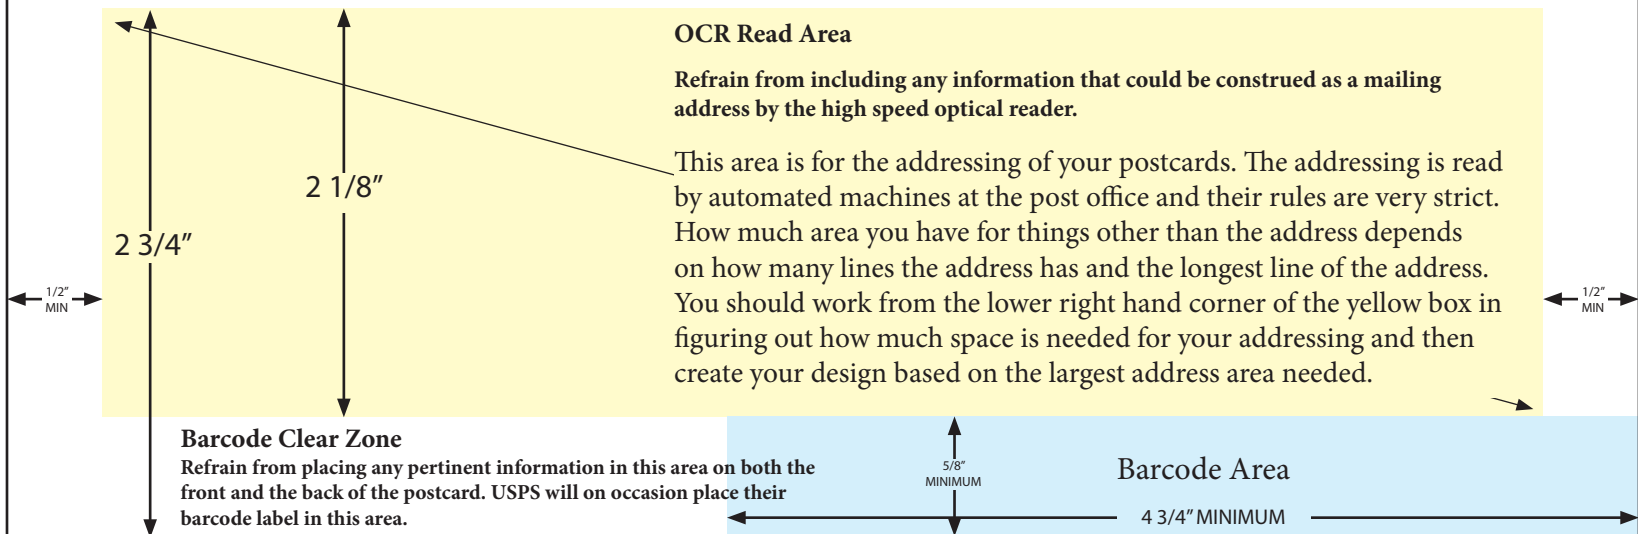 OCR Read Area
Refrain from including any information that could be construed as a mailing
address by the high speed optical reader.
This area is for the addressing of your postcards. The addressing is read
by automated machines at the post office and their rules are very strict.
How much area you have for things other than the address depends
on how many lines the address has and the longest line of the address.
You should work from the lower right hand corner of the yellow box in
figuring out how much space is needed for your addressing and then
create your design based on the largest address area needed.
2 1/8”
2 3/4”
1/2”
MIN
1/2”
MIN
Barcode Clear Zone
Refrain from placing any pertinent information in this area on both the
front and the back of the postcard. USPS will on occasion place their
barcode label in this area.
5/8”
MINIMUM
Barcode Area
4 3/4” MINIMUM